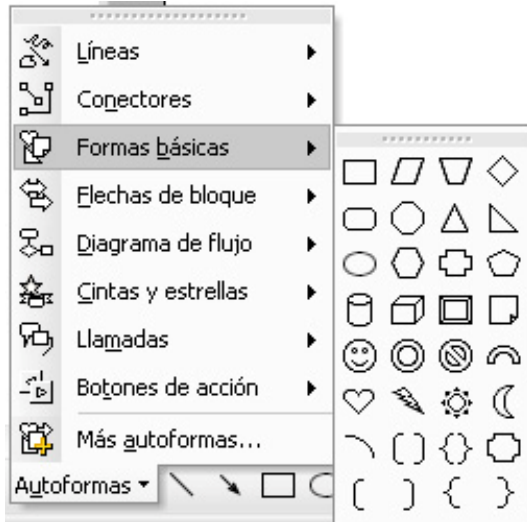 Líneas
Conectores
Formas básicas
Flechas de bloque
Diagrama de flujo
Cintas y estrellas
Llamadas
Botones de acción
Más autoformas...
Autoformas